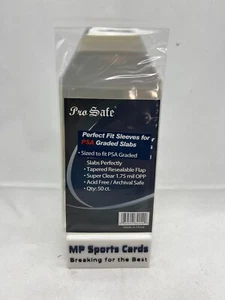 Pro Safe
Perfect Fit Sleeves for
PSA Graded Slabs
• Sized to fit PSA Graded
Slabs Perfectly
• Tapered Resealable Flap
• Super Clear 1.75 mil OPP
• Acid Free / Archival Safe
• Qty: 50 ct.
MP Sports Cards
Breaking for the Best